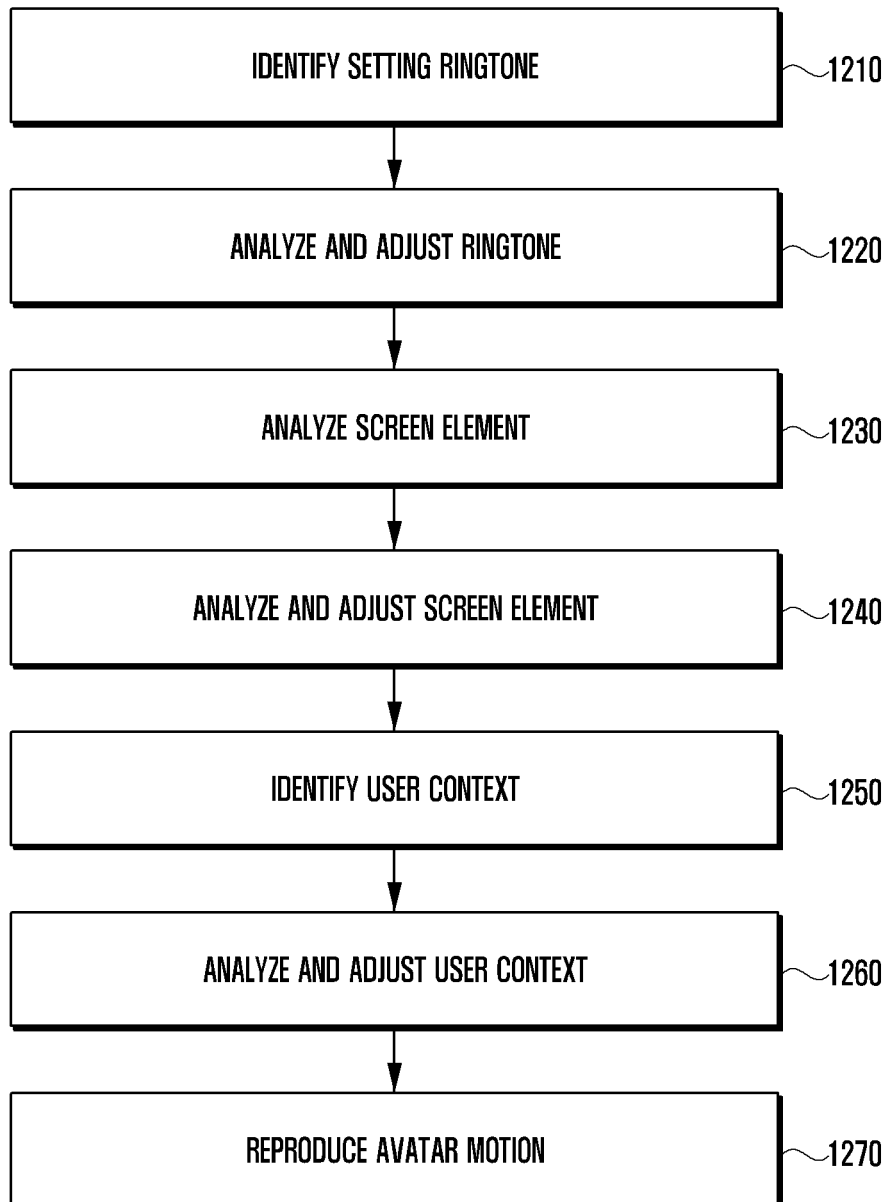 IDENTIFY SETTING RINGTONE
1210
ANALYZE AND ADJUST RINGTONE
1220
ANALYZE SCREEN ELEMENT
1230
ANALYZE AND ADJUST SCREEN ELEMENT
1240
IDENTIFY USER CONTEXT
1250
ANALYZE AND ADJUST USER CONTEXT
1260
REPRODUCE AVATAR MOTION
1270